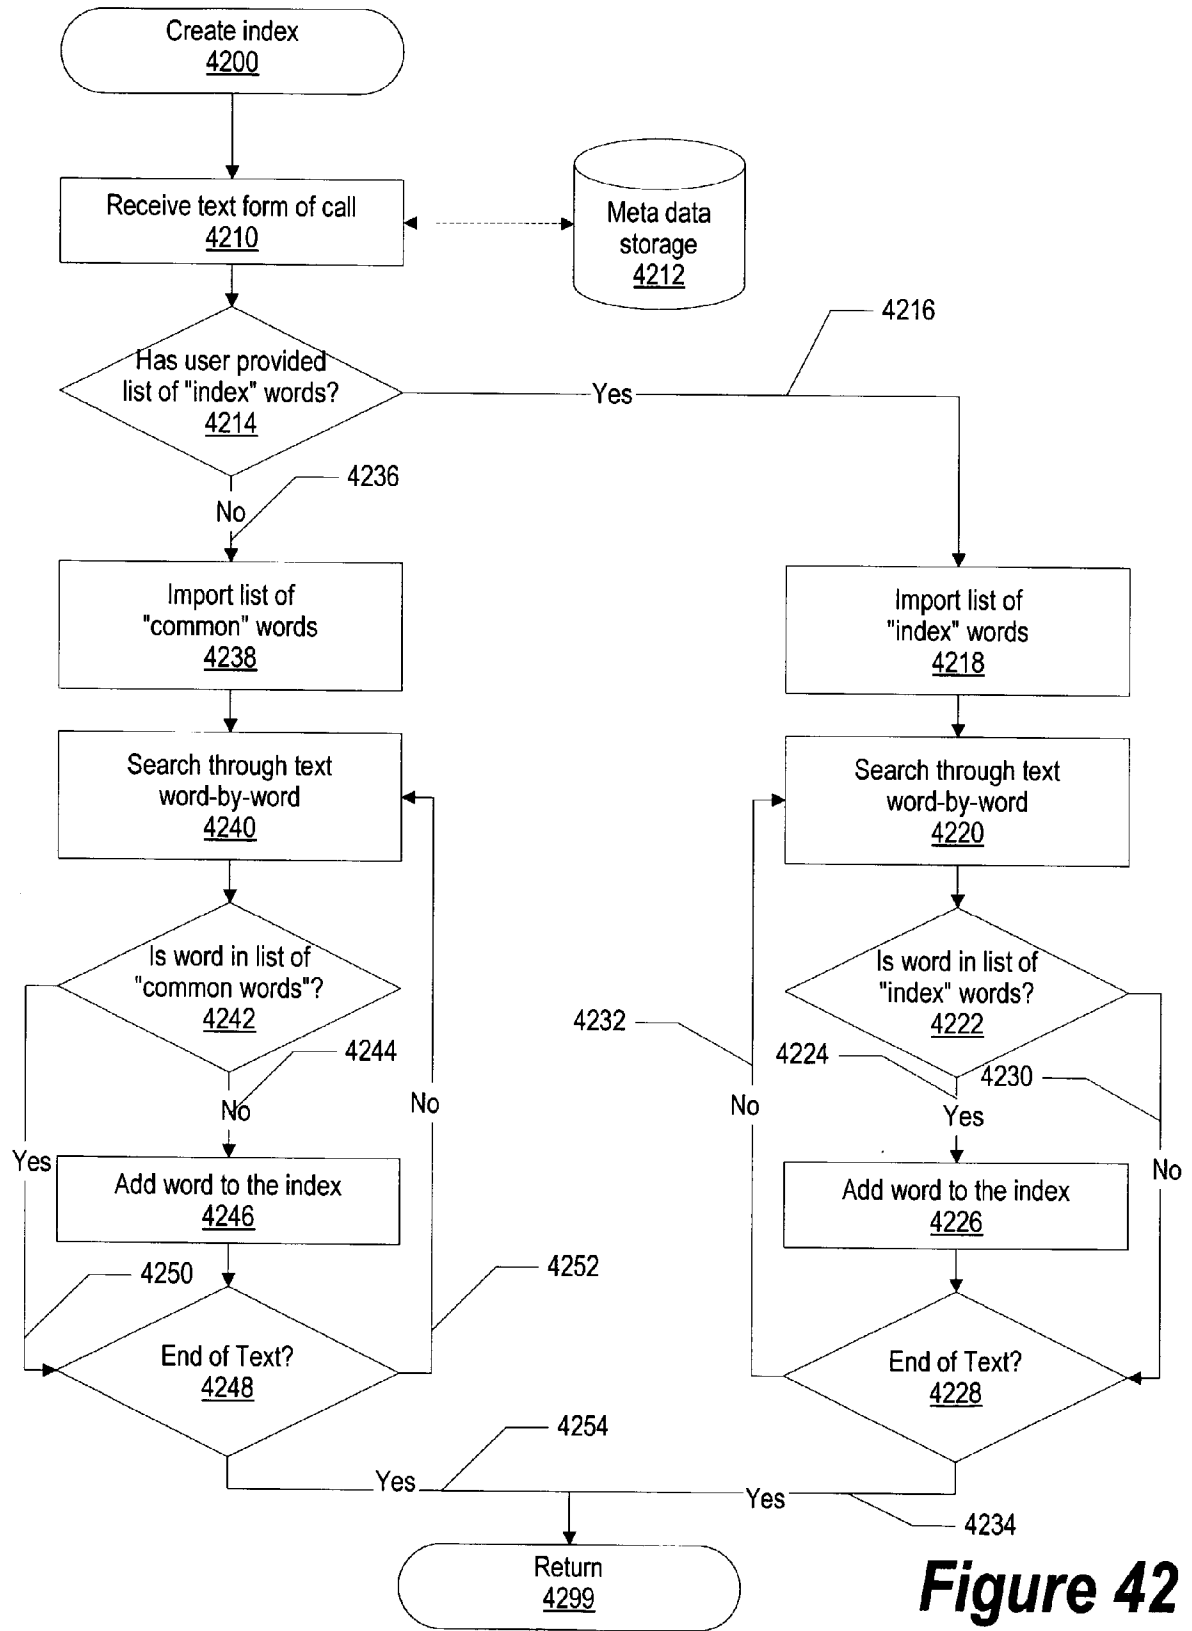 Create index
4200
Receive text form of call
4210
Meta data
storage
4212
4216
Has user provided
list of "index" words?
4214
Yes
4236
No
Import list of
"common" words
4238
Import list of
"index" words
4218
Search through text
word-by-word
4240
Search through text
word-by-word
4220
Is word in list of
"common words"?
4242
Is word in list of
"index" words?
4222
4232
4244
4224
4230
No
No
No
Yes
Yes
No
Add word to the index
4246
Add word to the index
4226
4250
4252
End of Text?
4248
End of Text?
4228
4254
Yes
Yes
4234
Return
4299
Figure 42